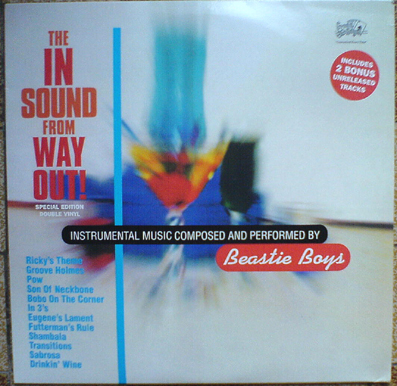 THE
IN
SOUND
FROM
WAY
OUT!
SPECIAL EDITION
DOUBLE VINYL
INCLUDES
2 BONUS
UNRELEASED
TRACKS
INSTRUMENTAL MUSIC COMPOSED AND PERFORMED BY
Beastie Boys
Ricky's Theme
Groove Holmes
Pow
Son Of Neckbone
Bobo On The Corner
In 3's
Eugene's Lament
Futterman's Rule
Shambala
Transitions
Sabrosa
Drinkin' Wine